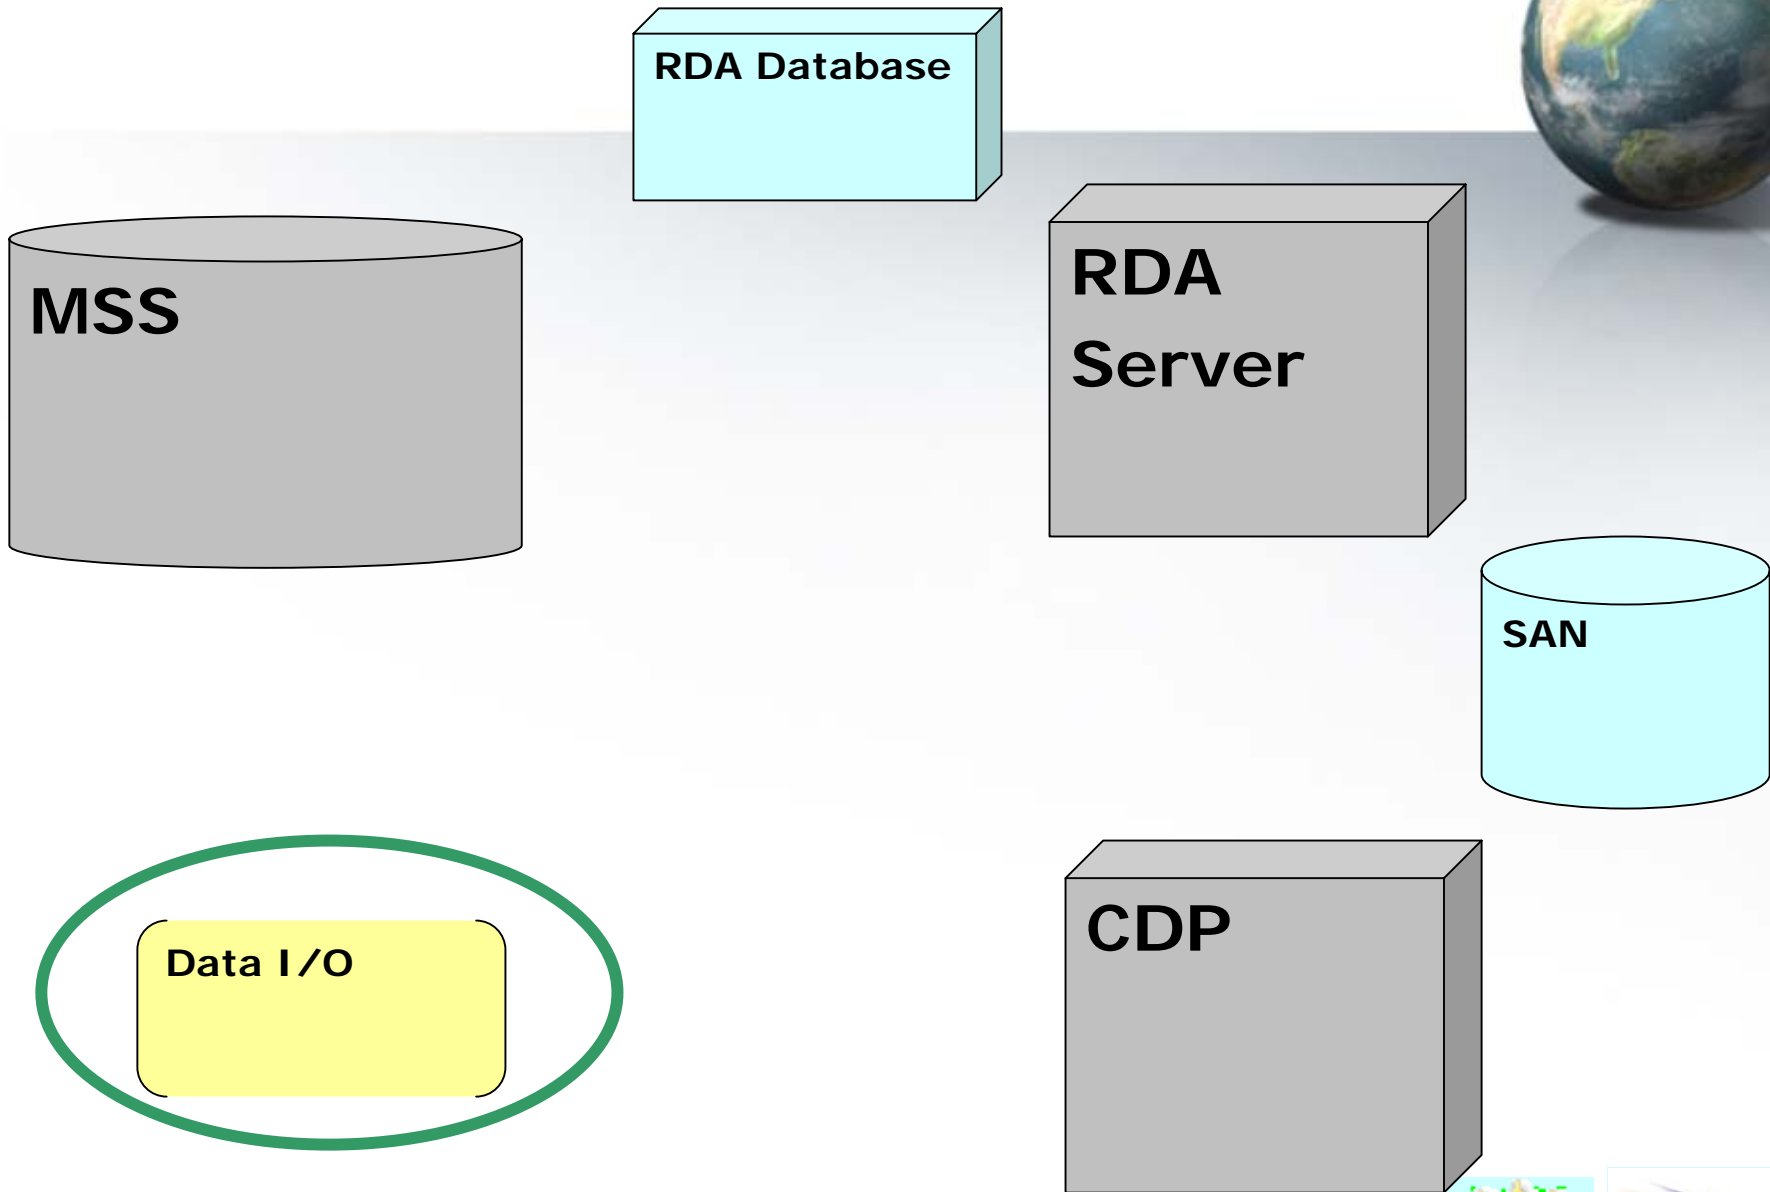 RDA Database
MSS
RDA
Server
SAN
Data I/O
CDP